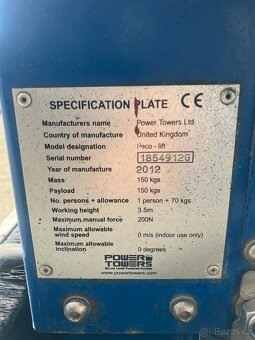 SPECIFICATION PLATE CE
Manufacturers name Power Towers Ltd
Country of manufacture United Kingdom
Model designation Peco - lift
Serial number 1854912G
Year of manufacture 2012
Mass 150 kgs
Payload 150 kgs
No. persons + allowance 1 person + 70 kgs
Working height 3.5m
Maximum manual force 200N
Maximum allowable
wind speed 0 m/s (indoor use only)
Maximum allowable
inclination 0 degrees
POWER
TOWERS
www.powertowers.com